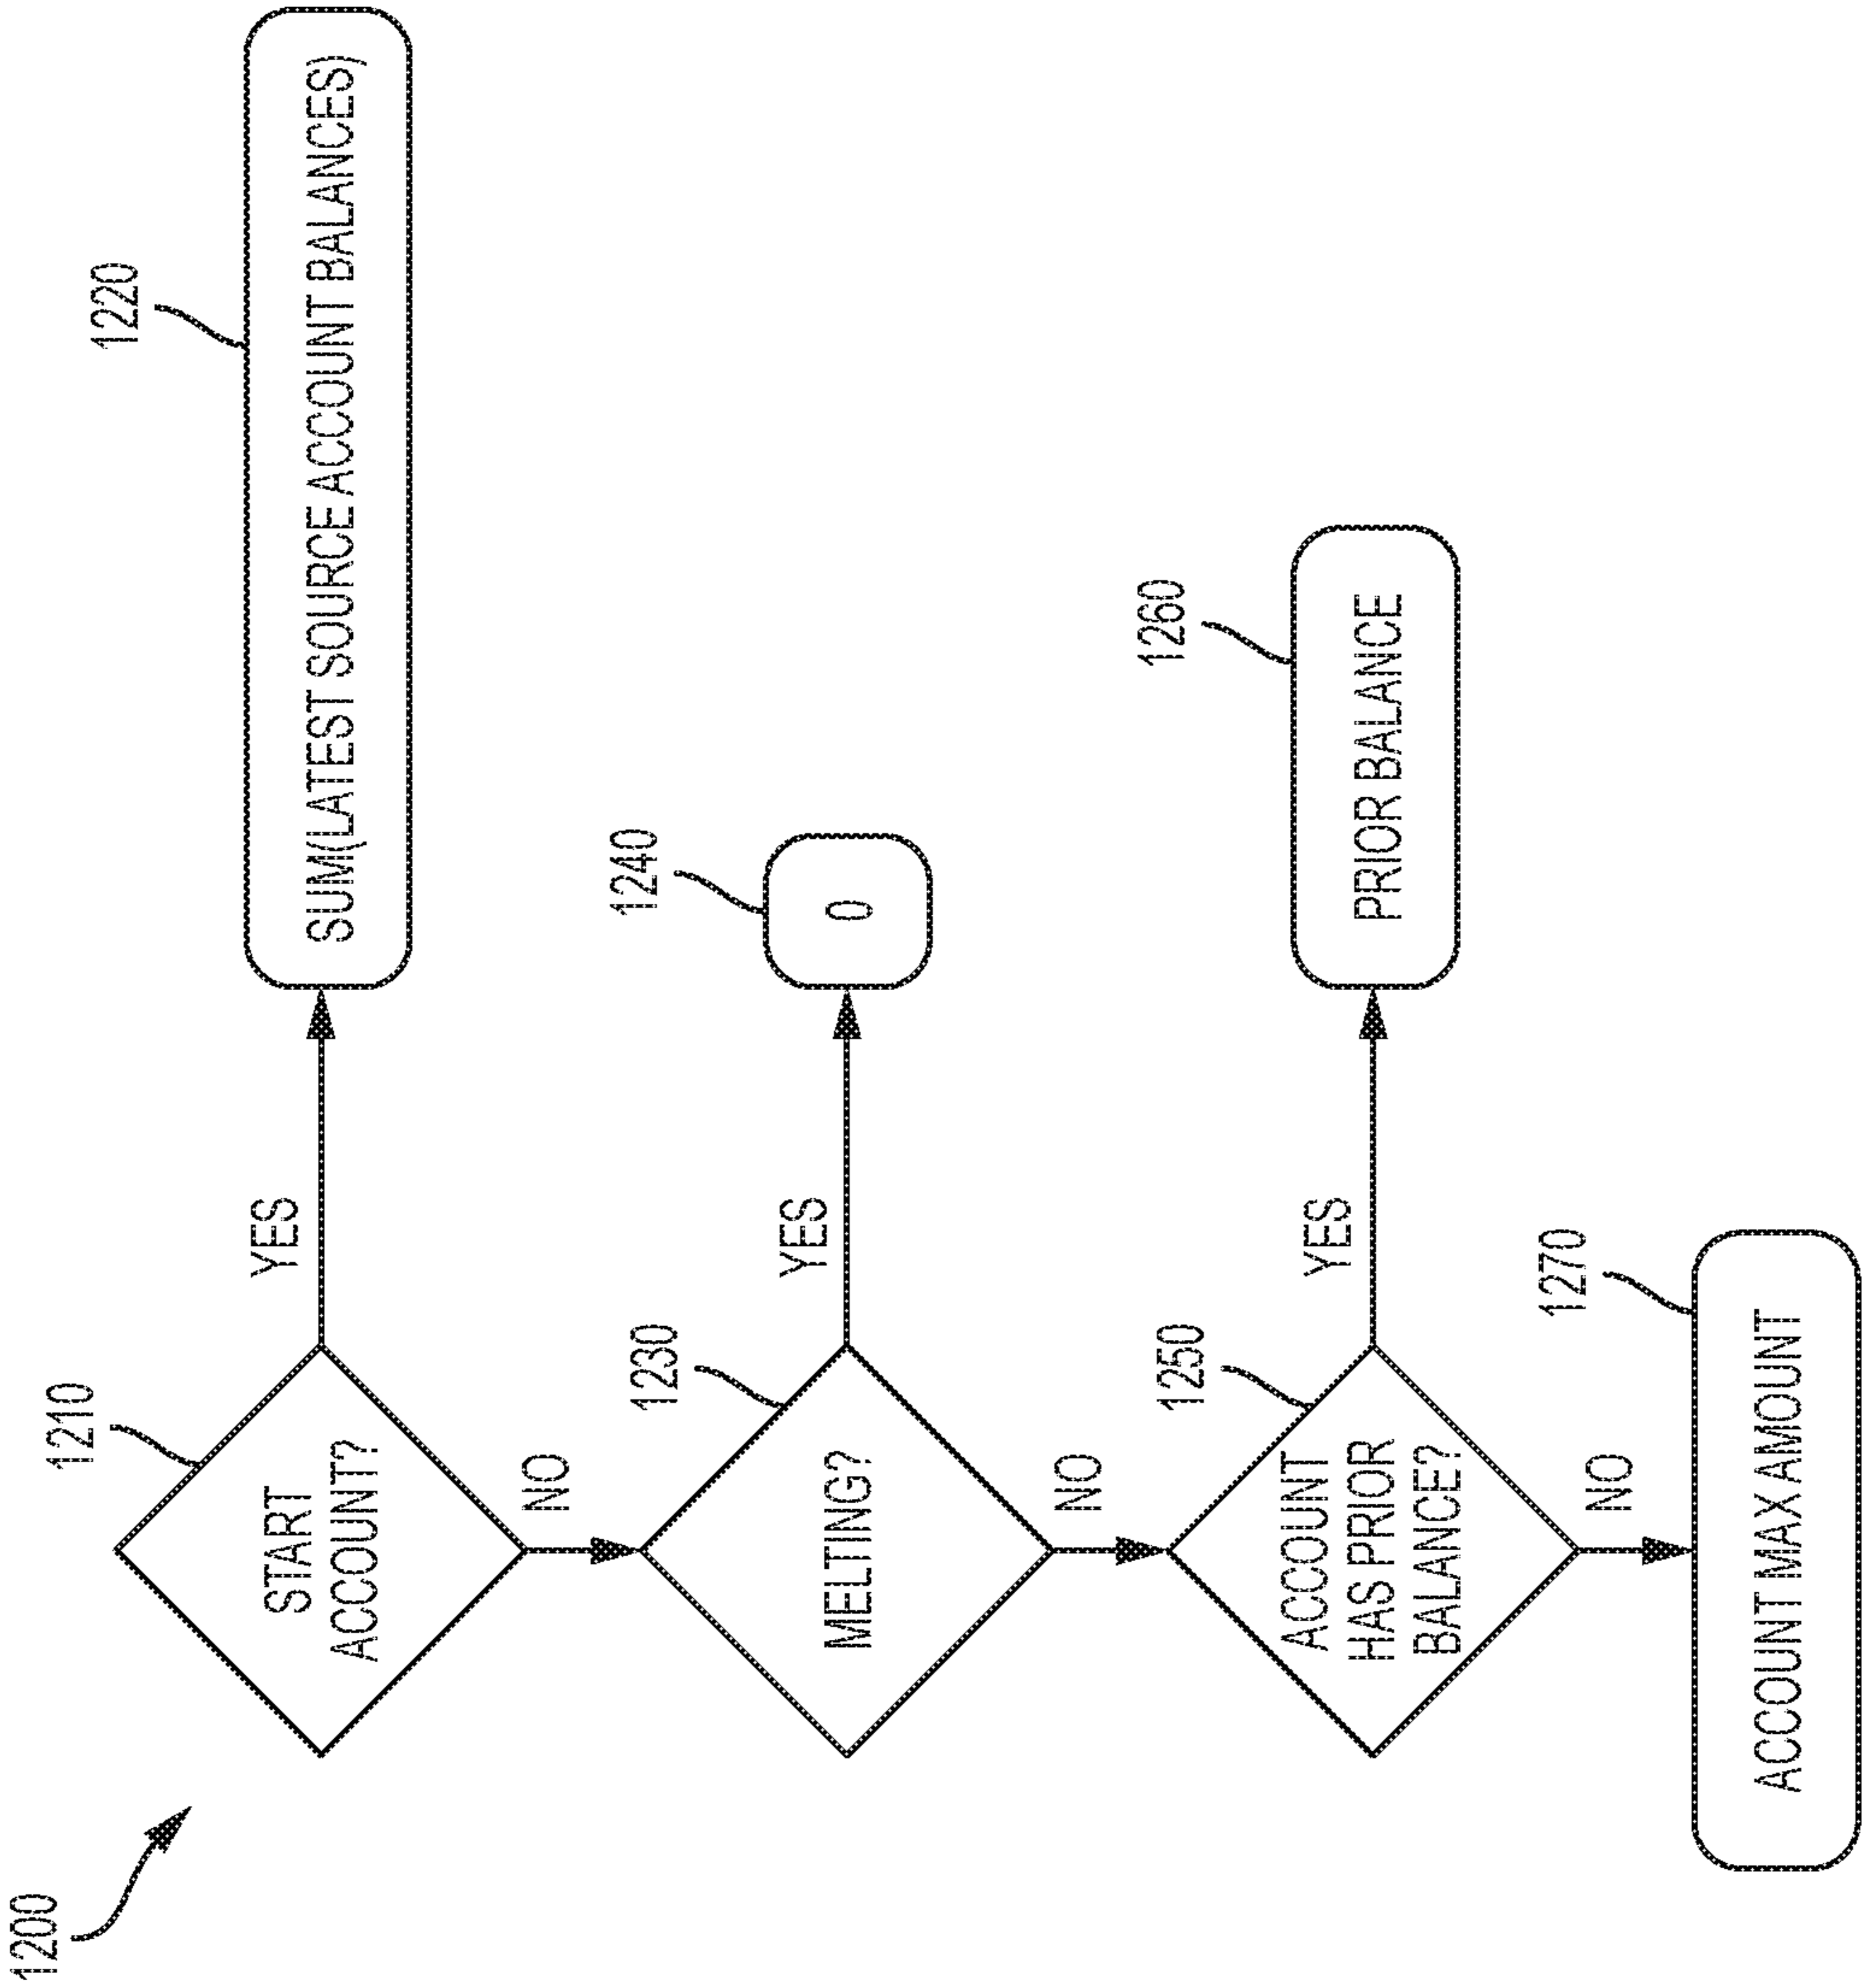 1200
1210
START
ACCOUNT?
YES
1220
SUM(LATEST SOURCE ACCOUNT BALANCES)
NO
1230
MELTING?
YES
1240
0
NO
1250
ACCOUNT
HAS PRIOR
BALANCE?
YES
1260
PRIOR BALANCE
NO
1270
ACCOUNT MAX AMOUNT